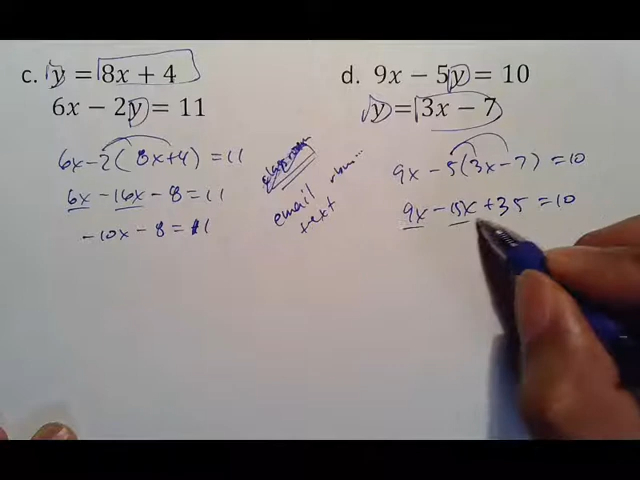 c. y = 8x + 4
6x − 2y = 11
6x - 2( 8x+4) = 11
6x - 16x - 8 = 11
-10x - 8 = 11
email
text
d. 9x − 5y = 10
y = 3x − 7
9x - 5(3x - 7) = 10
9x - 15x + 35 = 10